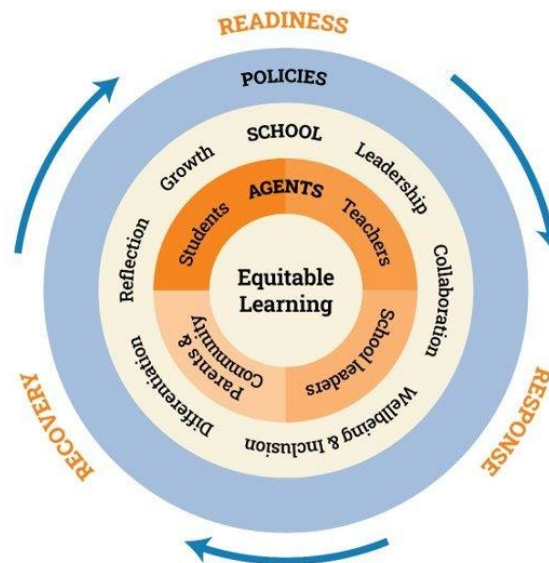 READINESS
POLICIES
SCHOOL
Growth
Leadership
AGENTS
Students
Teachers
Reflection
Collaboration
Equitable
Learning
Parents &
Community
School leaders
Differentiation
Wellbeing & Inclusion
RECOVERY
RESPONSE